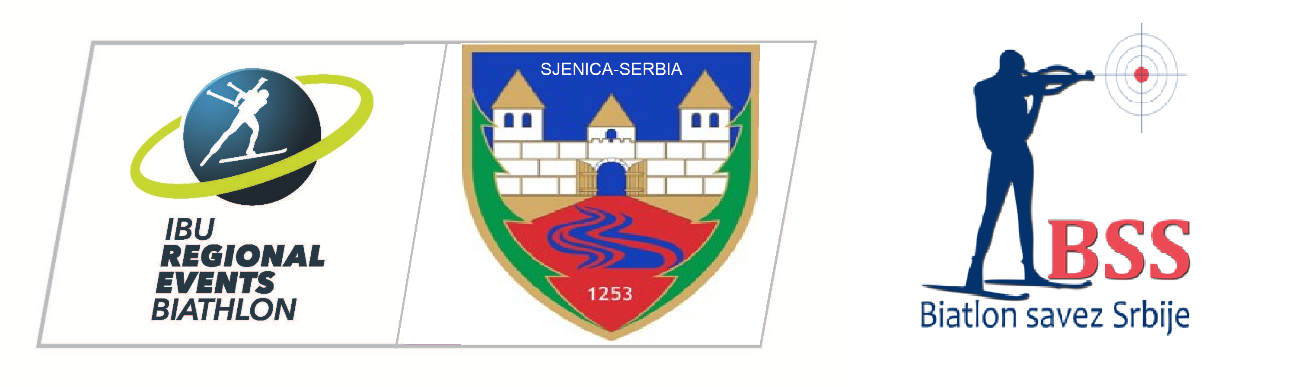 IBU
REGIONAL
EVENTS
BIATHLON
SJENICA-SERBIA
1253
BSS
Biatlon savez Srbije